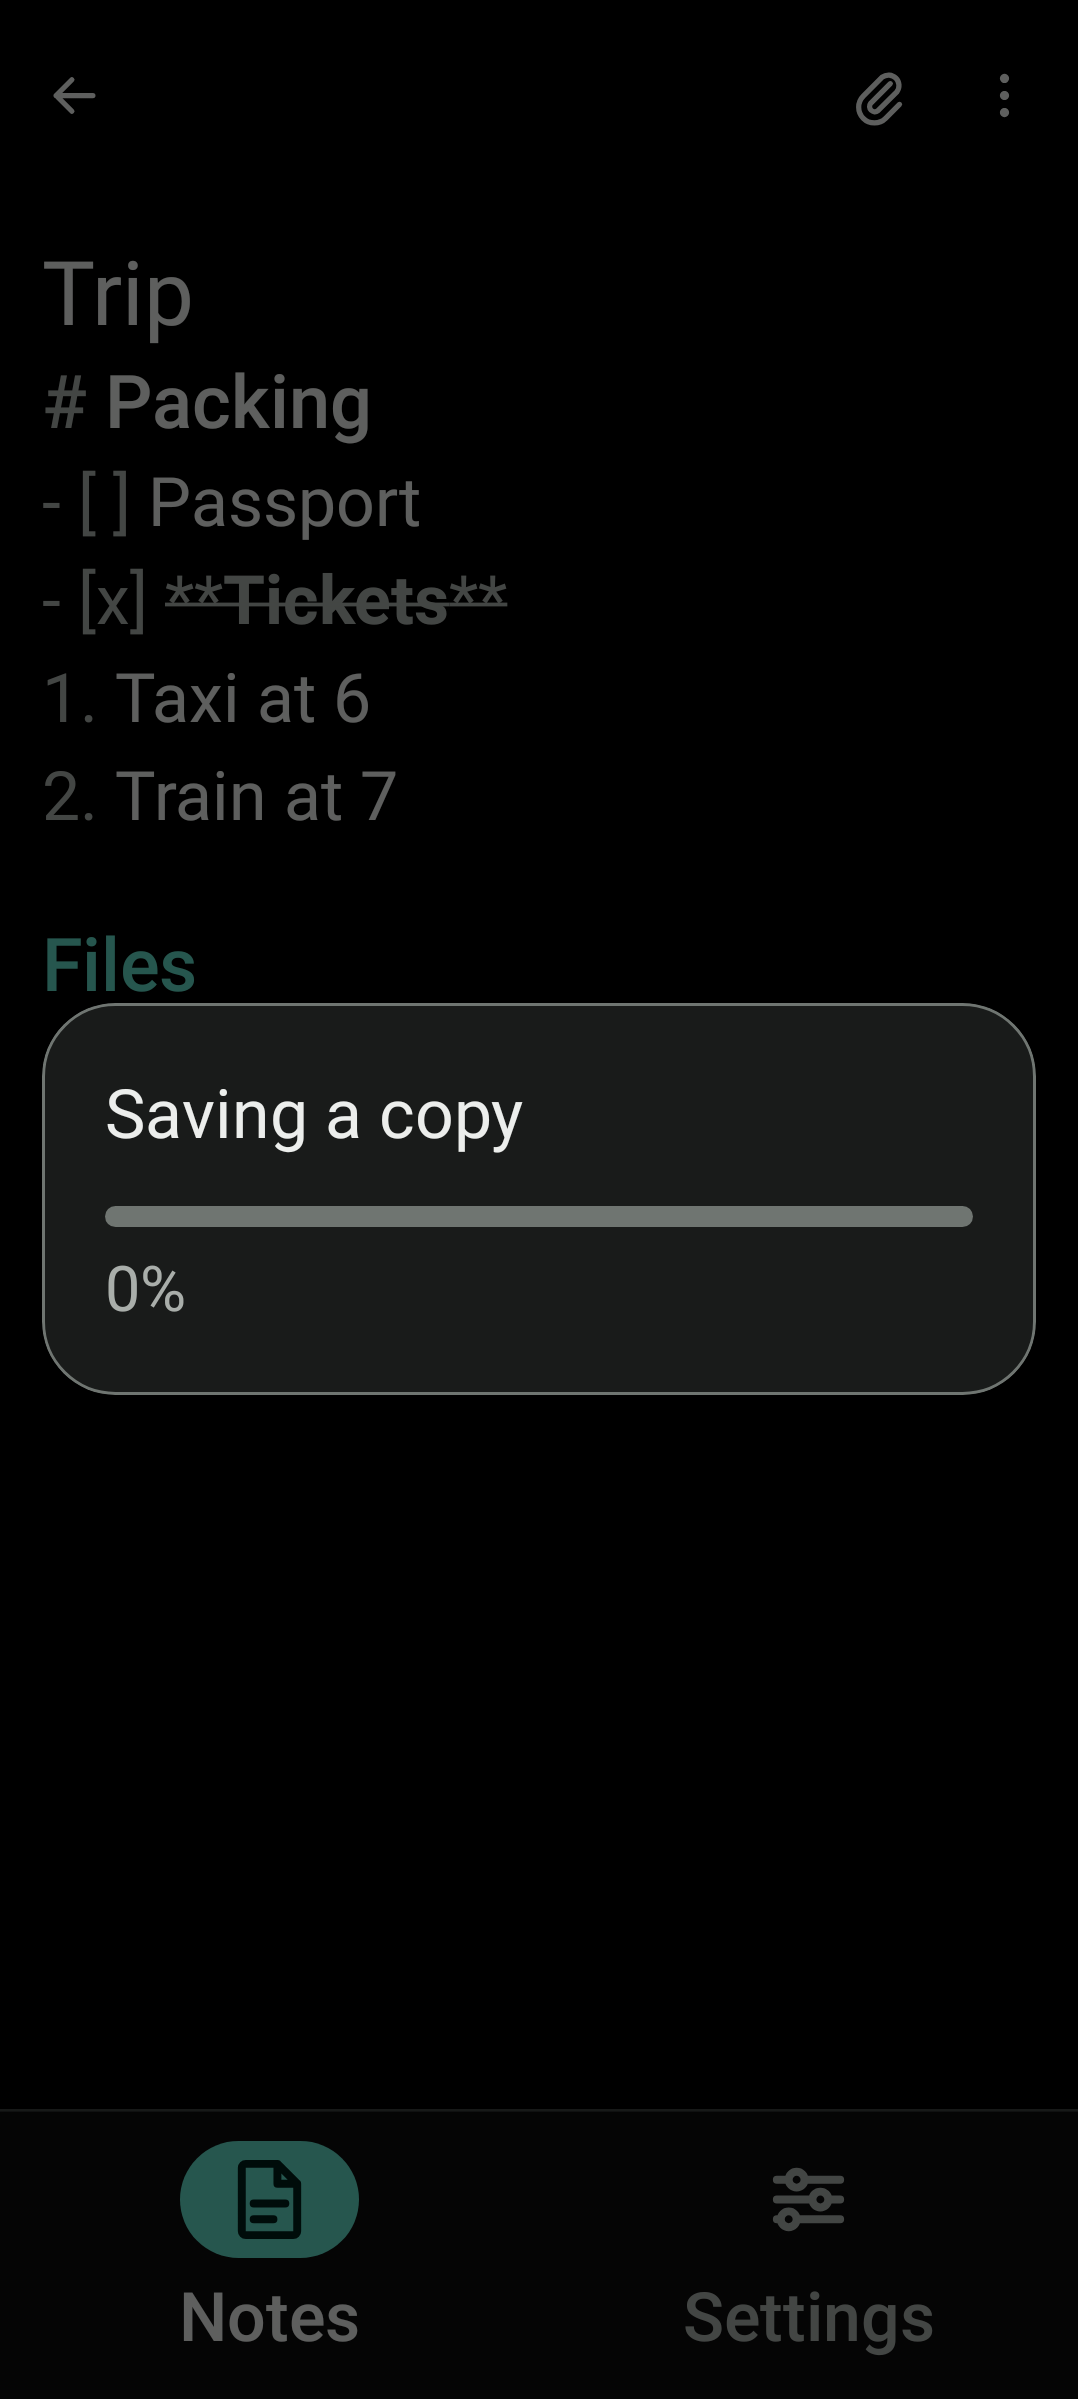 Trip
# Packing
- [ ] Passport
- [x] **Tickets**
1. Taxi at 6
2. Train at 7
Files
Saving a copy
0%
Notes
Settings